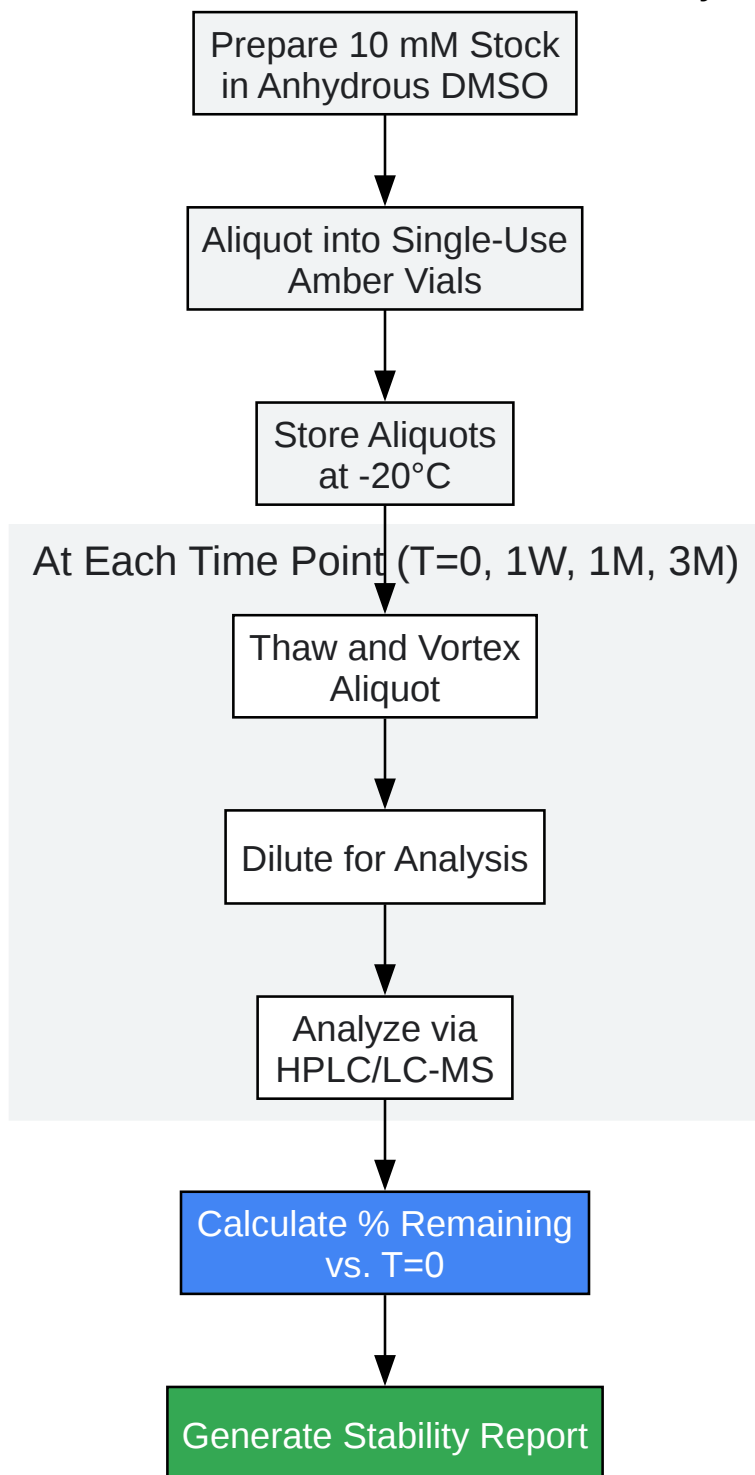 Prepare 10 mM Stock
in Anhydrous DMSO
Aliquot into Single-Use
Amber Vials
Store Aliquots
at -20°C
At Each Time Point (T=0, 1W, 1M, 3M)
Thaw and Vortex
Aliquot
Dilute for Analysis
Analyze via
HPLC/LC-MS
Calculate % Remaining
vs. T=0
Generate Stability Report